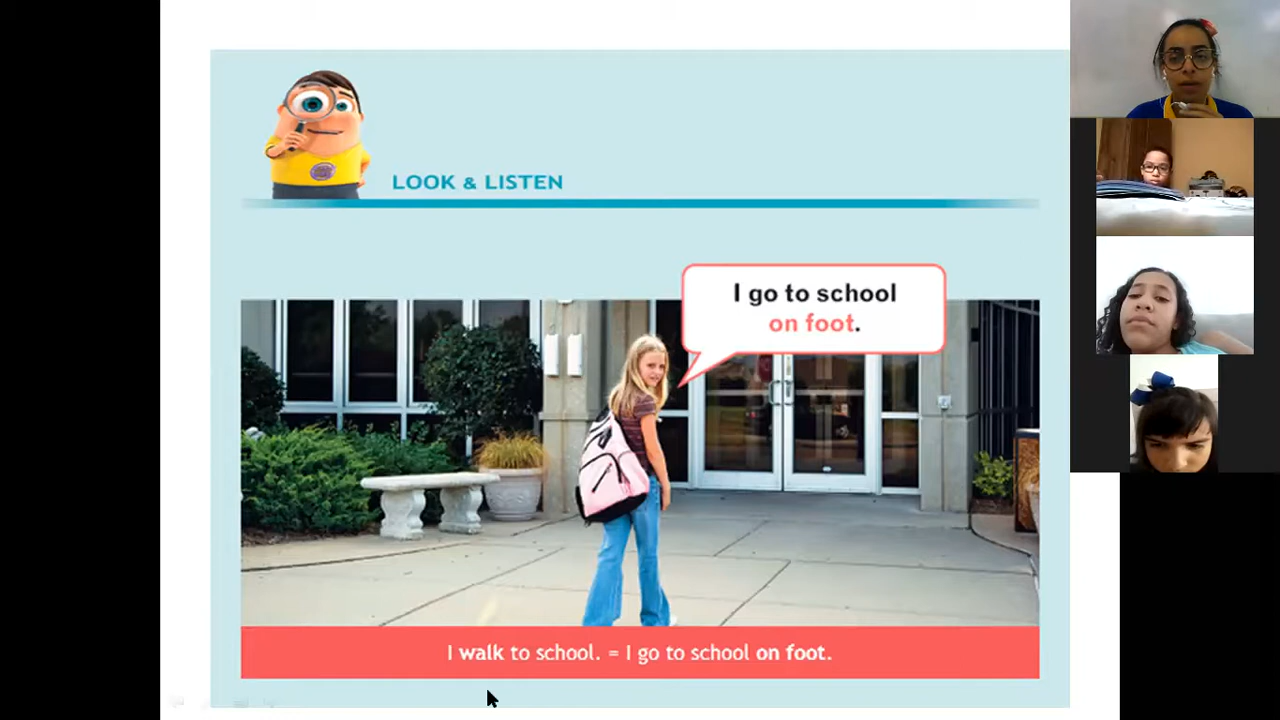 LOOK & LISTEN
I go to school
on foot.
I walk to school. = I go to school on foot.